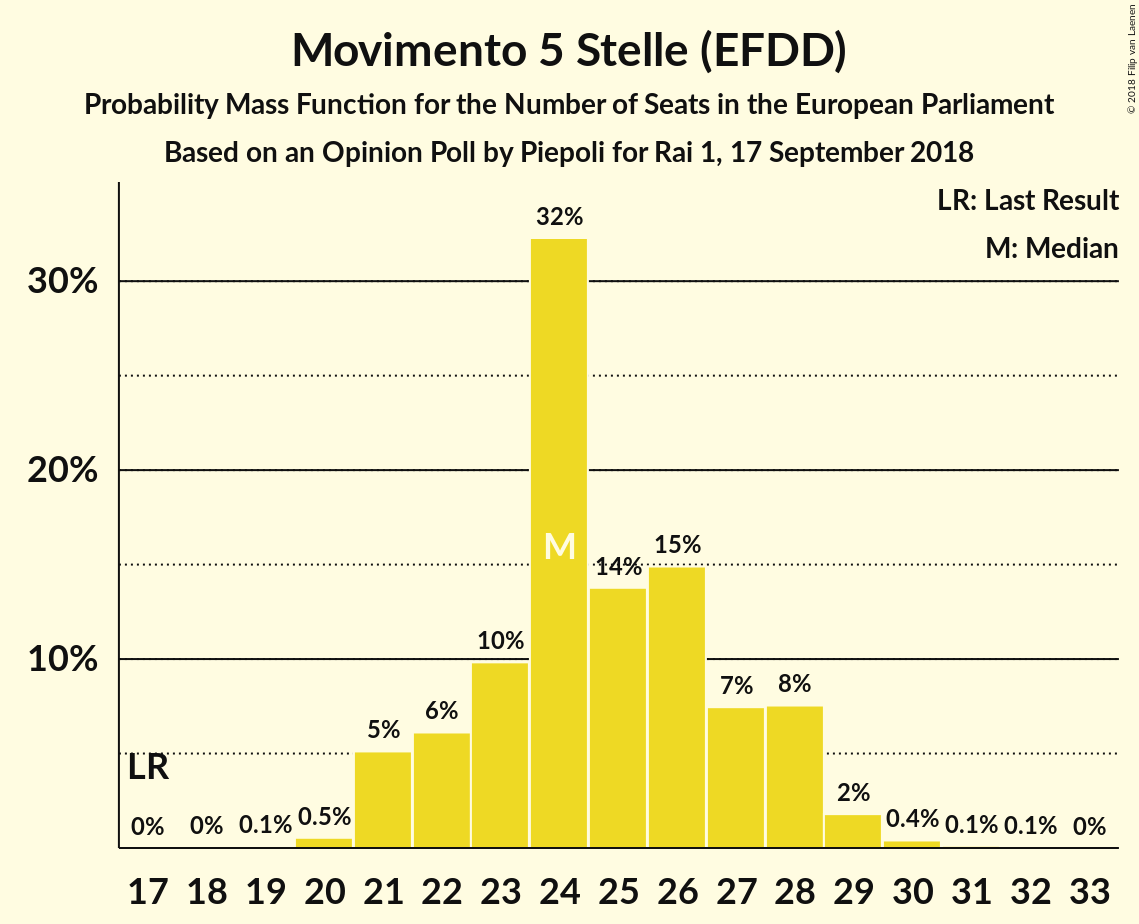 Movimento 5 Stelle (EFDD)
Probability Mass Function for the Number of Seats in the European Parliament
Based on an Opinion Poll by Piepoli for Rai 1, 17 September 2018
© 2018 Filip van Laenen
LR: Last Result
M: Median
32%
30%
20%
M
15%
14%
10%
10%
7%
8%
6%
5%
LR
2%
0%
0%
0.1%
0.5%
0.4%
0.1%
0.1%
0%
17 18 19 20 21 22 23 24 25 26 27 28 29 30 31 32 33